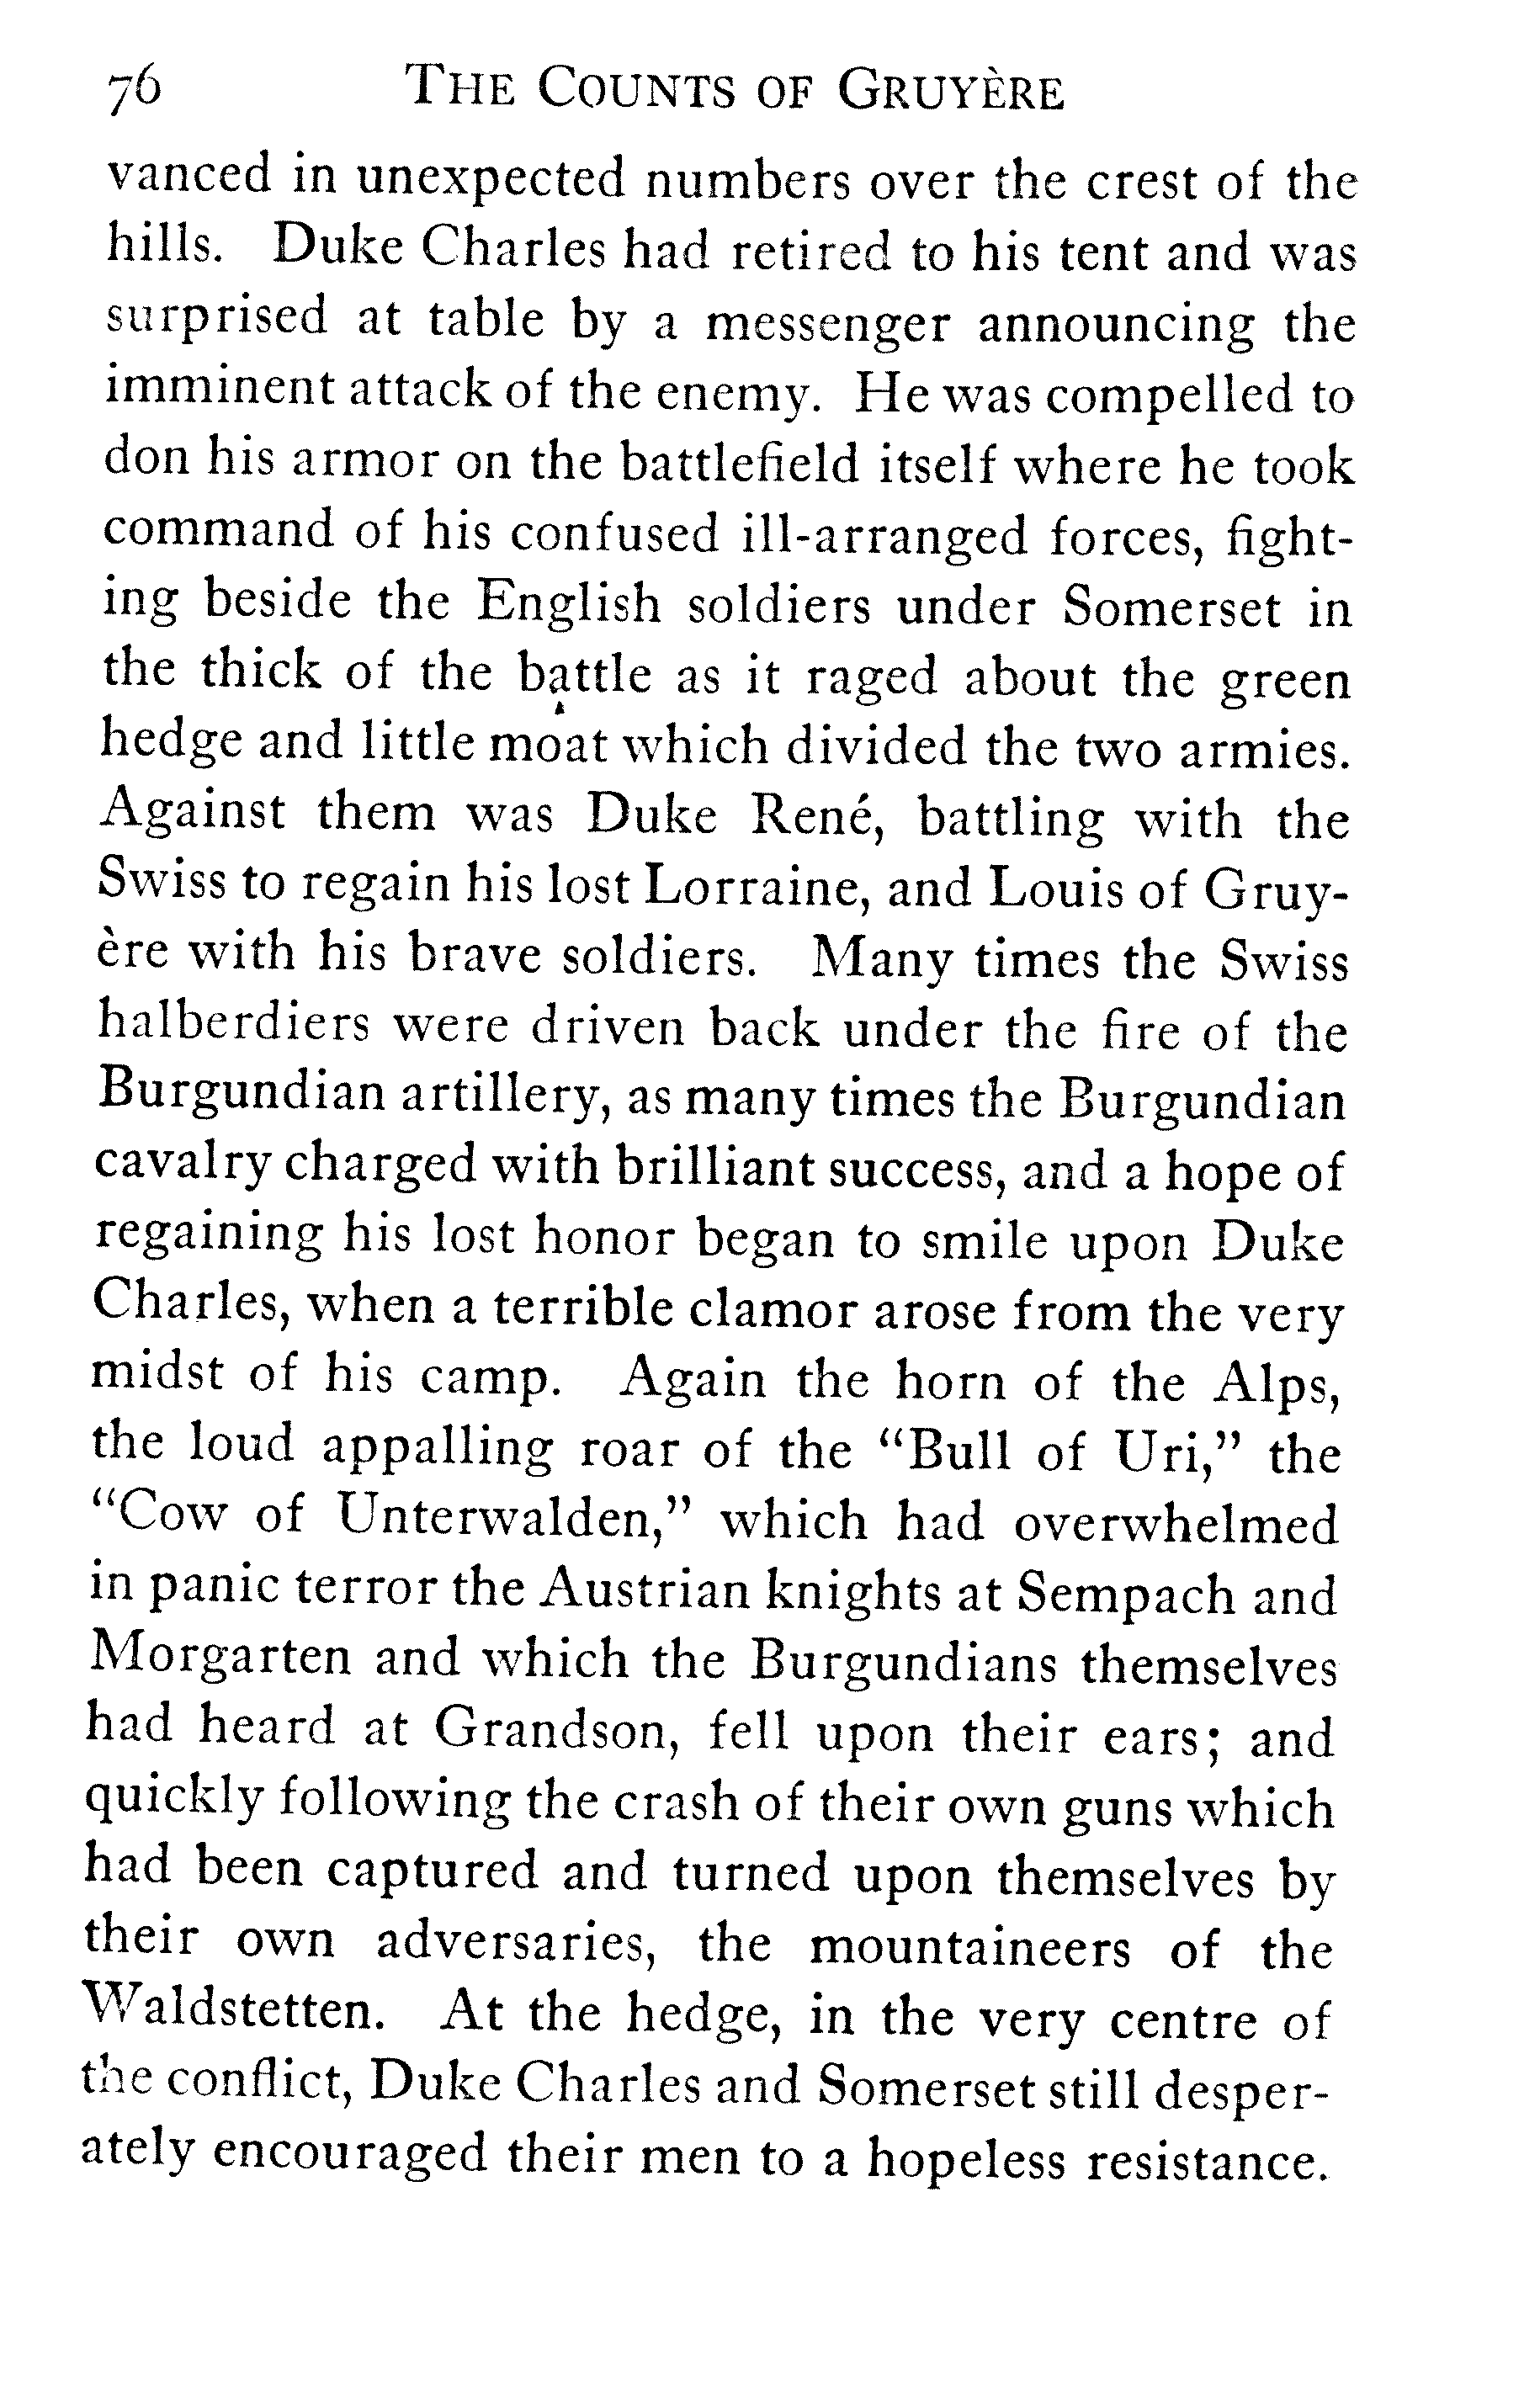 76 THE COUNTS OF GRUYÈRE
vanced in unexpected numbers over the crest of the
hills. Duke Charles had retired to his tent and was
surprised at table by a messenger announcing the
imminent attack of the enemy. He was compelled to
don his armor on the battlefield itself where he took
command of his confused ill-arranged forces, fight-
ing beside the English soldiers under Somerset in
the thick of the battle as it raged about the green
hedge and little moat which divided the two armies.
Against them was Duke René, battling with the
Swiss to regain his lost Lorraine, and Louis of Gruy-
ère with his brave soldiers. Many times the Swiss
halberdiers were driven back under the fire of the
Burgundian artillery, as many times the Burgundian
cavalry charged with brilliant success, and a hope of
regaining his lost honor began to smile upon Duke
Charles, when a terrible clamor arose from the very
midst of his camp. Again the horn of the Alps,
the loud appalling roar of the “Bull of Uri,” the
“Cow of Unterwalden,” which had overwhelmed
in panic terror the Austrian knights at Sempach and
Morgarten and which the Burgundians themselves
had heard at Grandson, fell upon their ears; and
quickly following the crash of their own guns which
had been captured and turned upon themselves by
their own adversaries, the mountaineers of the
Waldstetten. At the hedge, in the very centre of
the conflict, Duke Charles and Somerset still desper-
ately encouraged their men to a hopeless resistance.